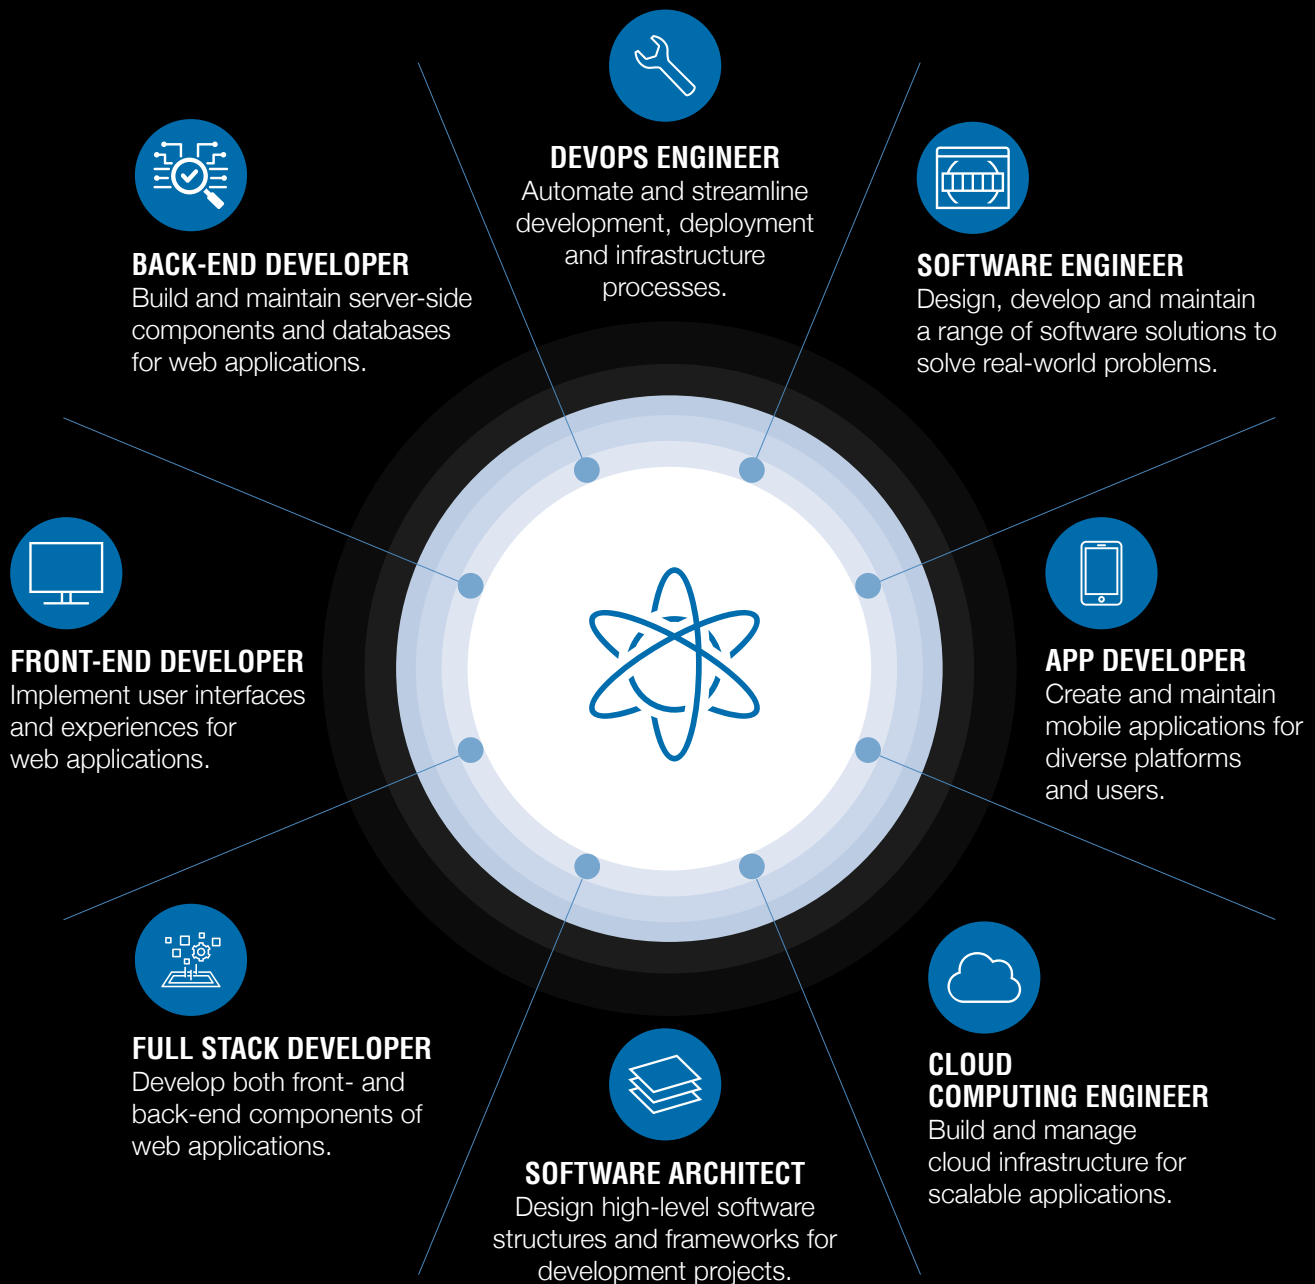 DEVOPS ENGINEER
Automate and streamline
development, deployment
and infrastructure
processes.
BACK-END DEVELOPER
Build and maintain server-side
components and databases
for web applications.
SOFTWARE ENGINEER
Design, develop and maintain
a range of software solutions to
solve real-world problems.
FRONT-END DEVELOPER
Implement user interfaces
and experiences for
web applications.
APP DEVELOPER
Create and maintain
mobile applications for
diverse platforms
and users.
FULL STACK DEVELOPER
Develop both front- and
back-end components of
web applications.
CLOUD
COMPUTING ENGINEER
Build and manage
cloud infrastructure for
scalable applications.
SOFTWARE ARCHITECT
Design high-level software
structures and frameworks for
development projects.